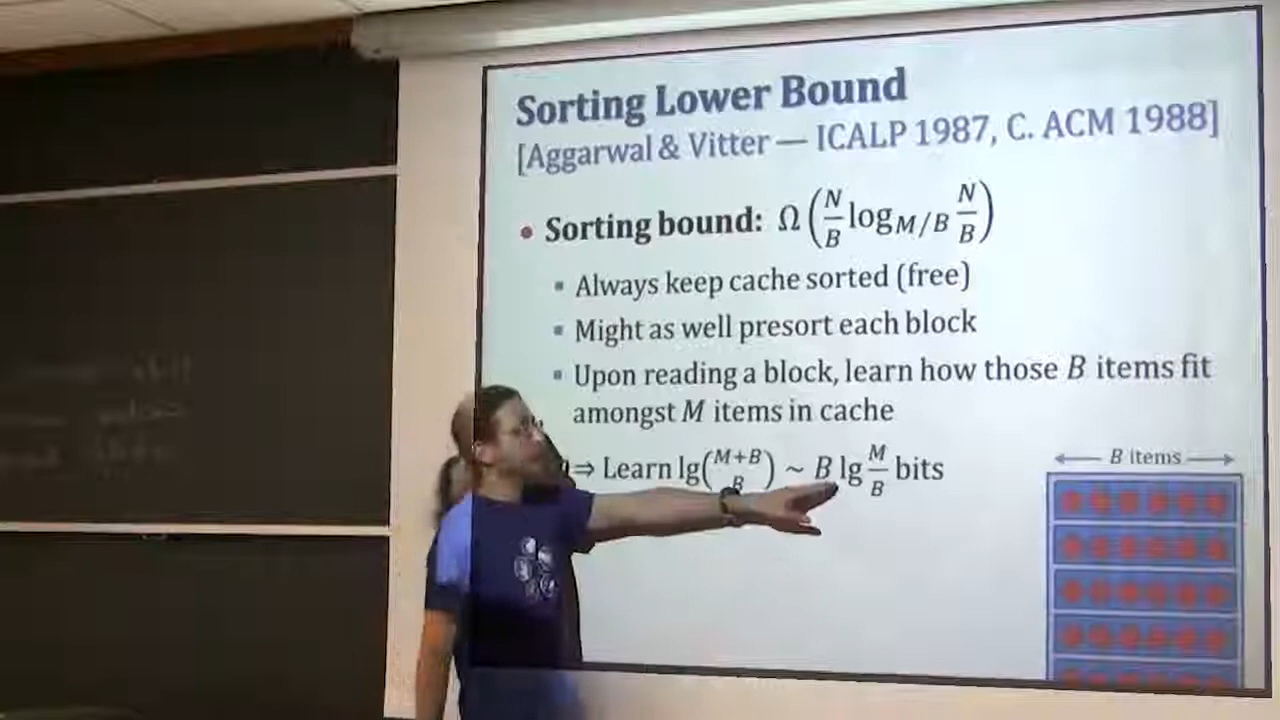 Sorting Lower Bound
[Aggarwal & Vitter — ICALP 1987, C. ACM 1988]
• Sorting bound: Ω(N/B log_{M/B} N/B)
▪ Always keep cache sorted (free)
▪ Might as well presort each block
▪ Upon reading a block, learn how those B items fit
amongst M items in cache
⇒ Learn lg(M+B B) ~ B lg M/B bits
B items